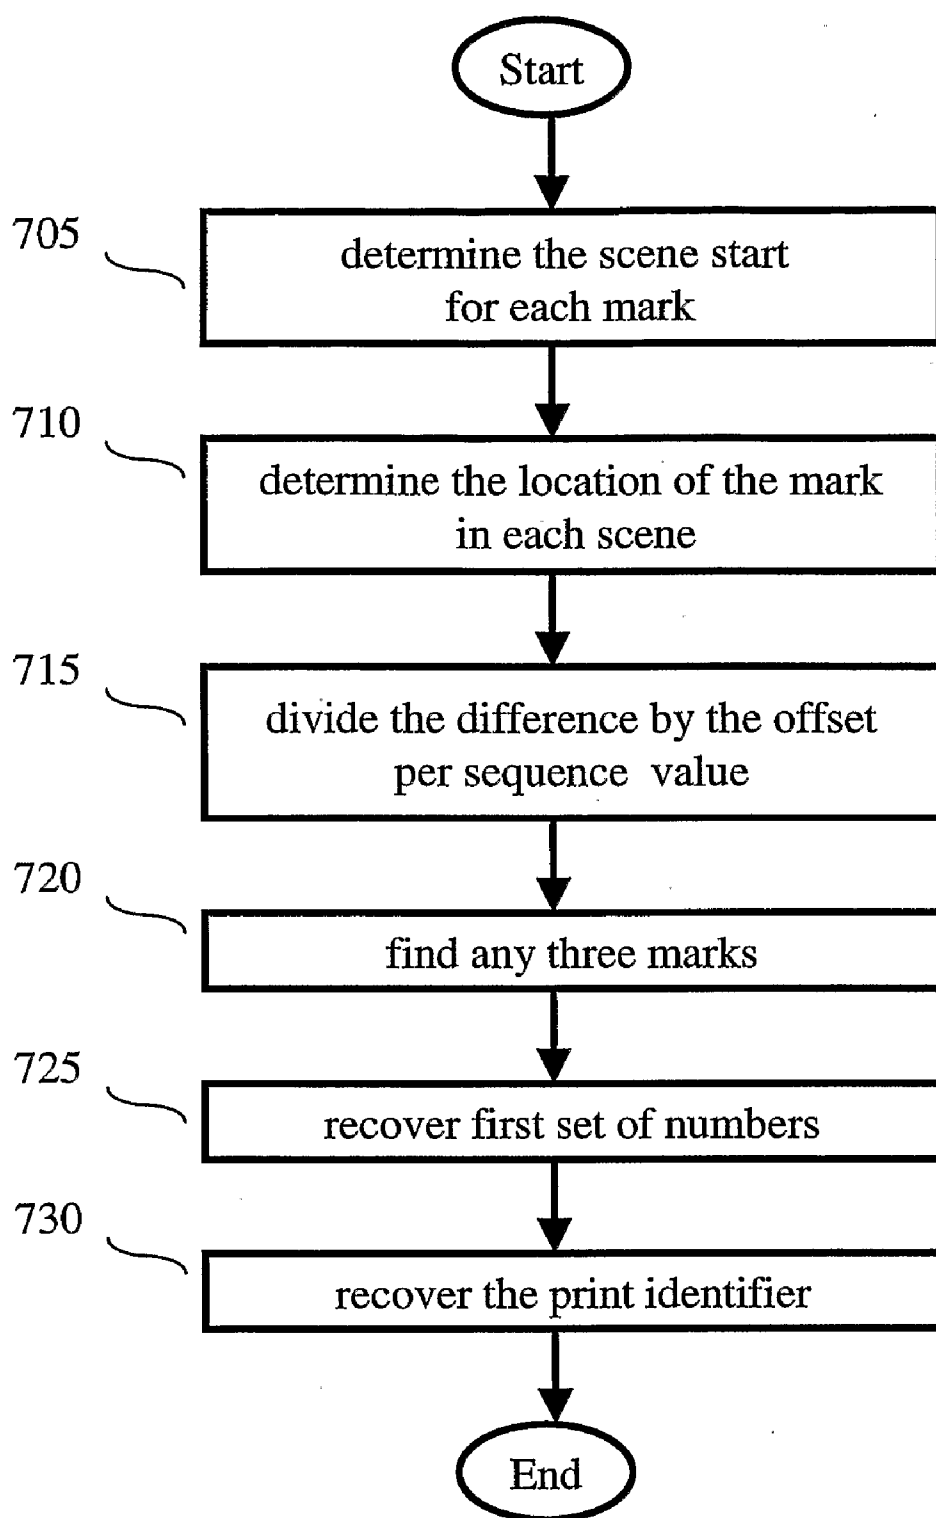 Start
705
determine the scene start
for each mark
710
determine the location of the mark
in each scene
715
divide the difference by the offset
per sequence value
720
find any three marks
725
recover first set of numbers
730
recover the print identifier
End